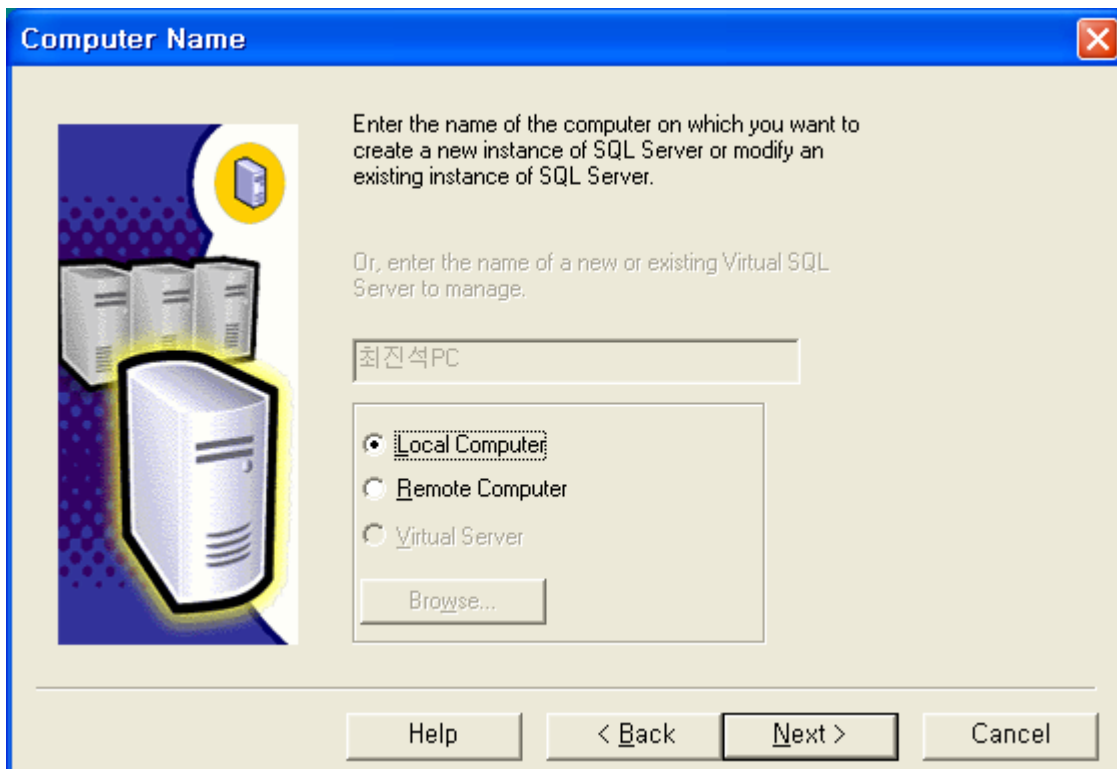 Computer Name
Enter the name of the computer on which you want to
create a new instance of SQL Server or modify an
existing instance of SQL Server.
Or, enter the name of a new or existing Virtual SQL
Server to manage.
최진석PC
Local Computer
Remote Computer
Virtual Server
Browse...
Help
< Back
Next >
Cancel